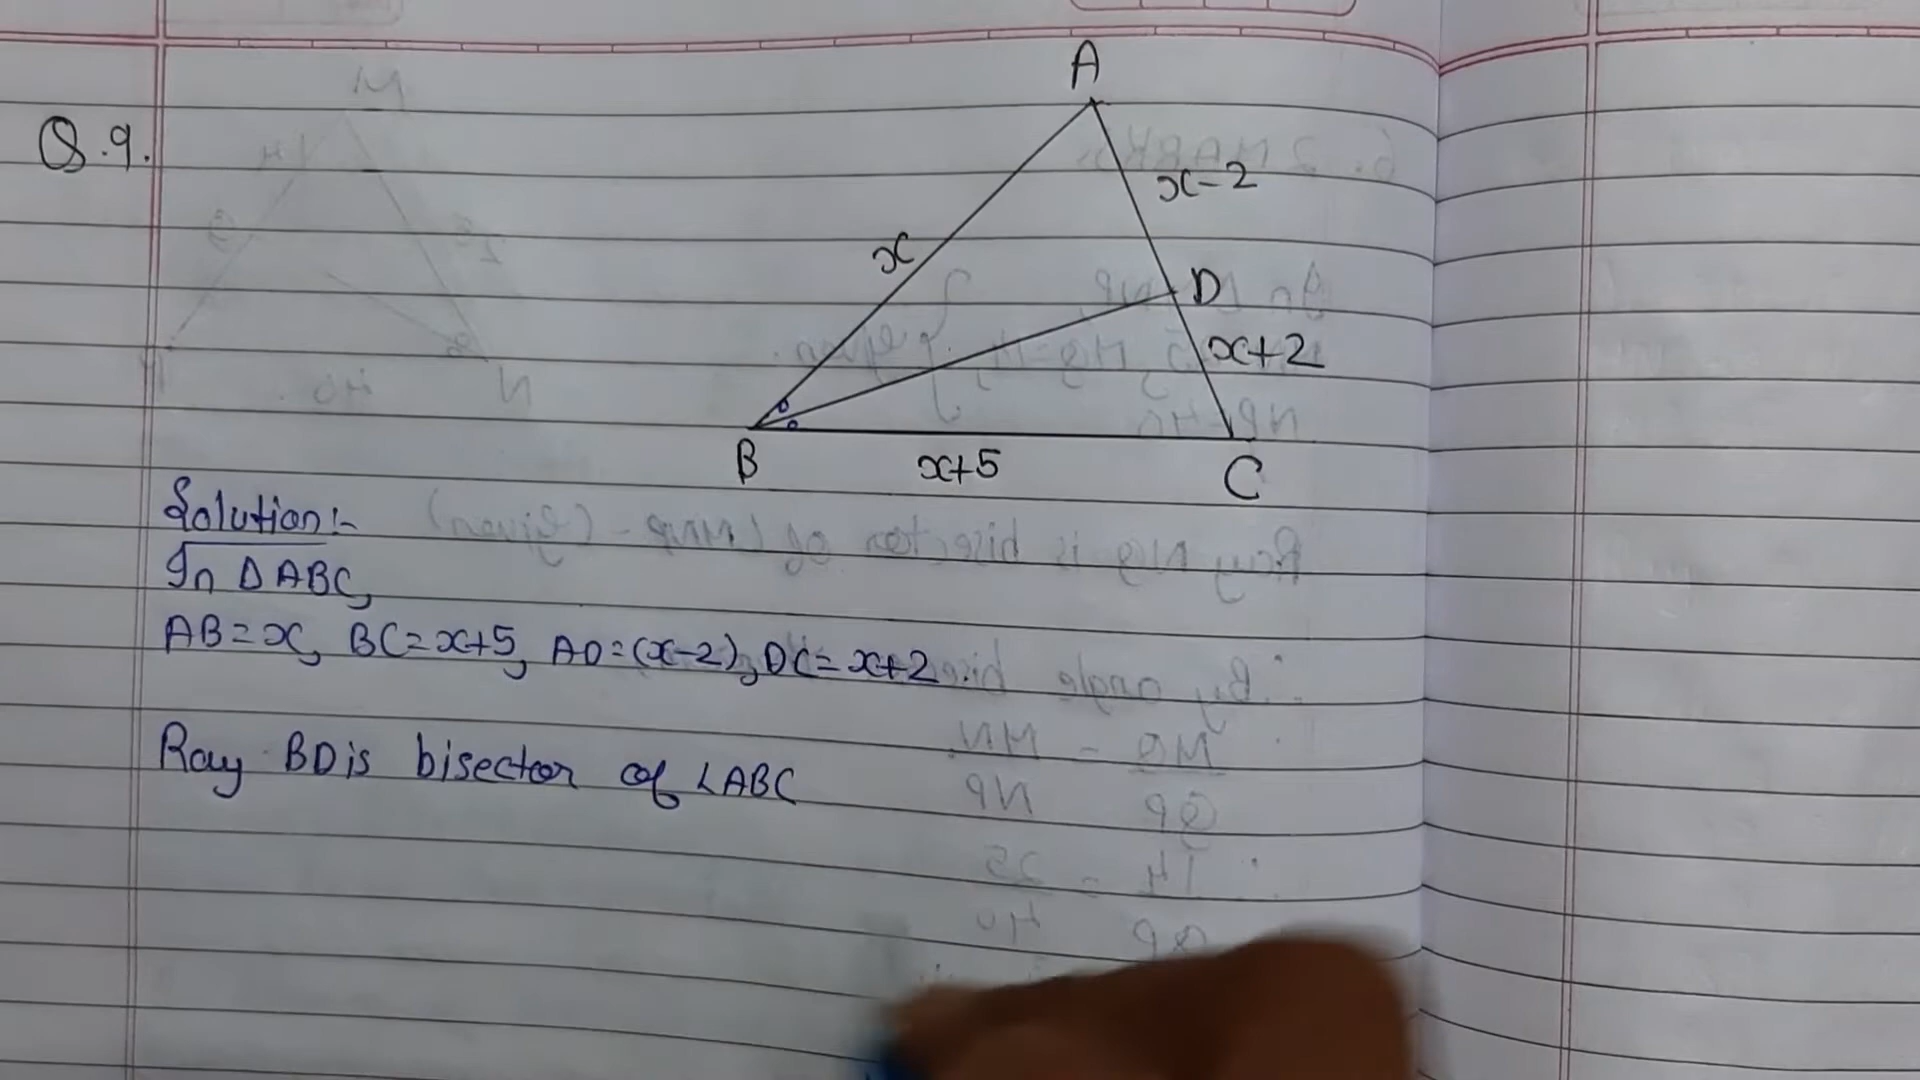 Q.9.
A
x-2
x
D
x+2
B
x+5
C
Solution:-
In ΔABC,
AB=x, BC=x+5, AD=(x-2), DC=x+2
Ray BD is bisector of ∠ABC